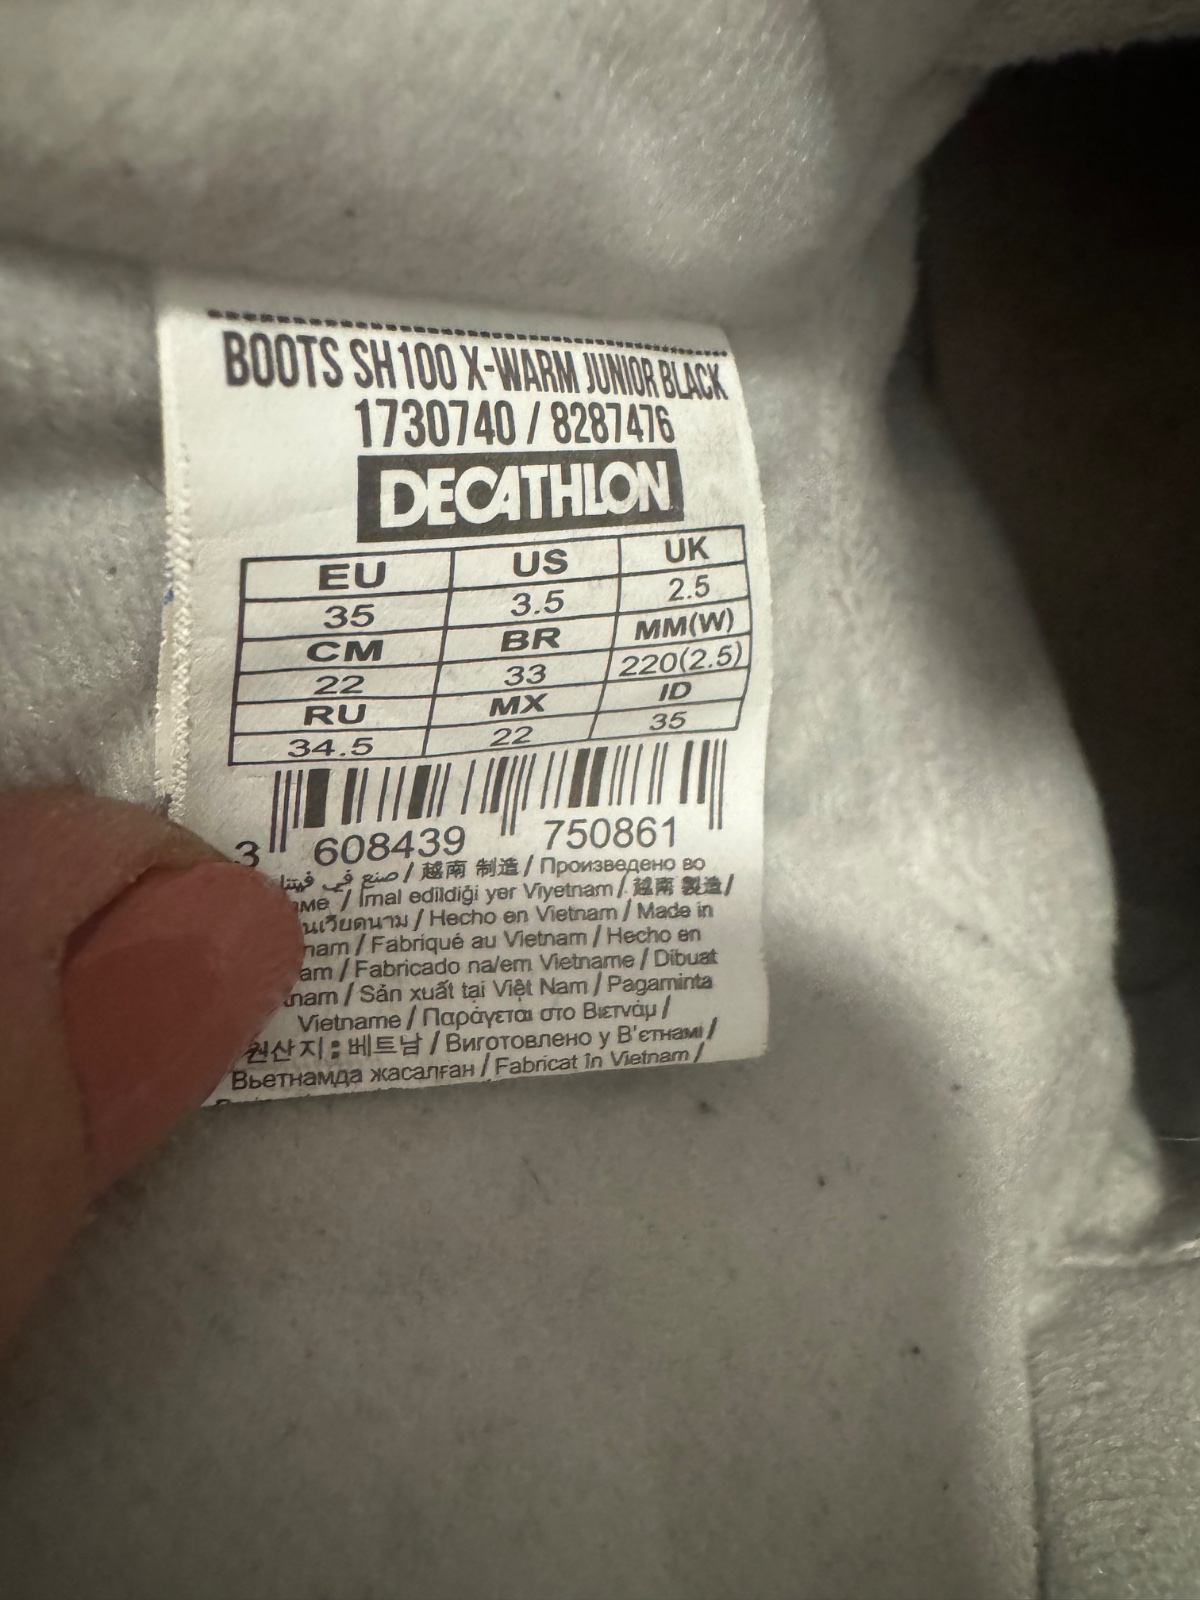 BOOTS SH100 X-WARM JUNIOR BLACK
1730740 / 8287476
DECATHLON
EU US UK
35 3.5 2.5
CM BR MM(W)
22 33 220(2.5)
RU MX ID
34.5 22 35
3 608439 750861
صنع في / 越南 制造 / Произведено во
/ İmal edildiği yer Viyetnam / 越南 製造 /
/ Hecho en Vietnam / Made in
/ Fabriqué au Vietnam / Hecho en
/ Fabricado na/em Vietname / Dibuat
/ Sản xuất tại Việt Nam / Pagaminta
Vietname / Παράγεται στο Βιετνάμ /
원산지 : 베트남 / Виготовлено у В'єтнамі /
Вьетнамда жасалған / Fabricat în Vietnam /